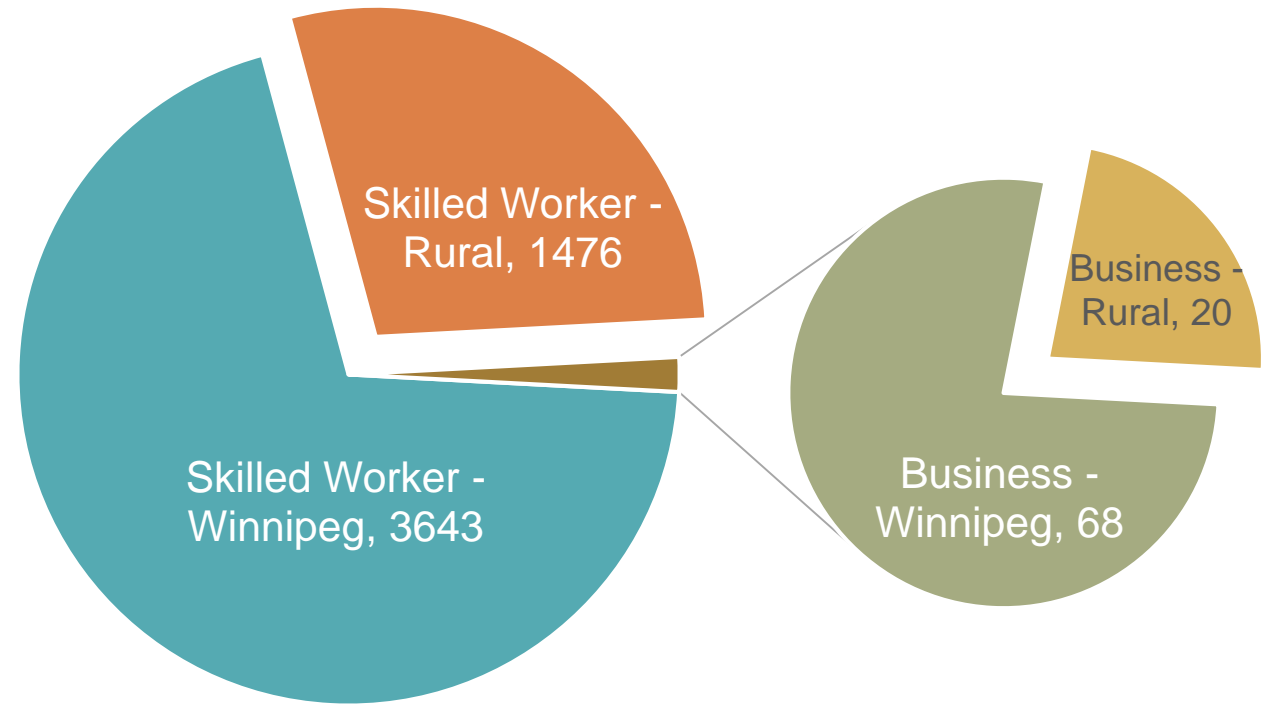 Skilled Worker -
Rural, 1476
Business -
Rural, 20
Skilled Worker -
Winnipeg, 3643
Business -
Winnipeg, 68